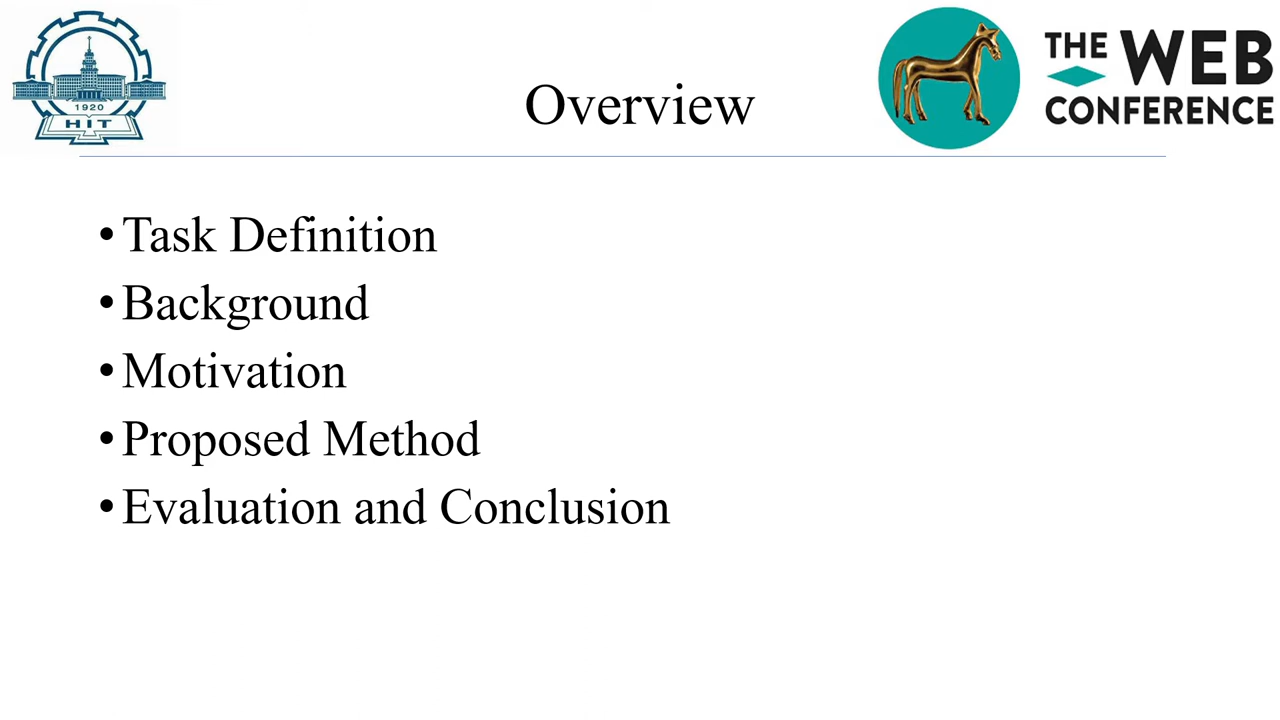 1920
HIT
Overview
THE WEB
CONFERENCE
• Task Definition
• Background
• Motivation
• Proposed Method
• Evaluation and Conclusion